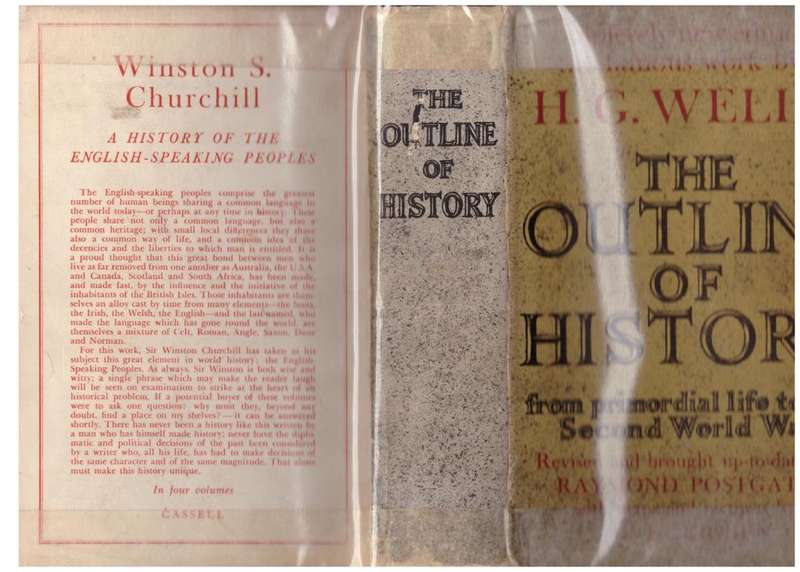 Winston S.
Churchill
A HISTORY OF THE
ENGLISH-SPEAKING PEOPLES
The English-speaking peoples comprise the greatest
number of human beings sharing a common language in
the world today—or perhaps at any time in history. These
people share not only a common language, but also a
common heritage; with small local differences they share
also a common way of life, and a common idea of the
decencies and the liberties to which man is entitled. It is
a proud thought that this great bond between men who
live as far removed from one another as Australia, the U.S.A.
and Canada, Scotland and South Africa, has been made,
and made fast, by the influence and the initiative of the
inhabitants of the British Isles. Those inhabitants are them-
selves an alloy cast by time from many elements—the Scots,
the Irish, the Welsh, the English—and the last-named, who
made the language which has gone round the world, are
themselves a mixture of Celt, Roman, Angle, Saxon, Dane
and Norman.
For this work, Sir Winston Churchill has taken as his
subject this great element in world history: the English-
Speaking Peoples. As always, Sir Winston is both wise and
witty; a single phrase which may make the reader laugh
will be seen on examination to strike at the heart of an
historical problem. If a potential buyer of these volumes
were to ask one question: why must they, beyond any
doubt, find a place on my shelves?—it can be answered
shortly. There has never been a history like this written by
a man who has himself made history; never have the diplo-
matic and political decisions of the past been considered
by a writer who, all his life, has had to make decisions of
the same character and of the same magnitude. That alone
must make this history unique.
In four volumes
CASSELL
THE
OUTLINE
OF
HISTORY
H. G. WELL
THE
OUTLIN
OF
HISTOR
from primordial life to
Second World Wa
Revised and brought up-to-dat
RAYMOND POSTGAT